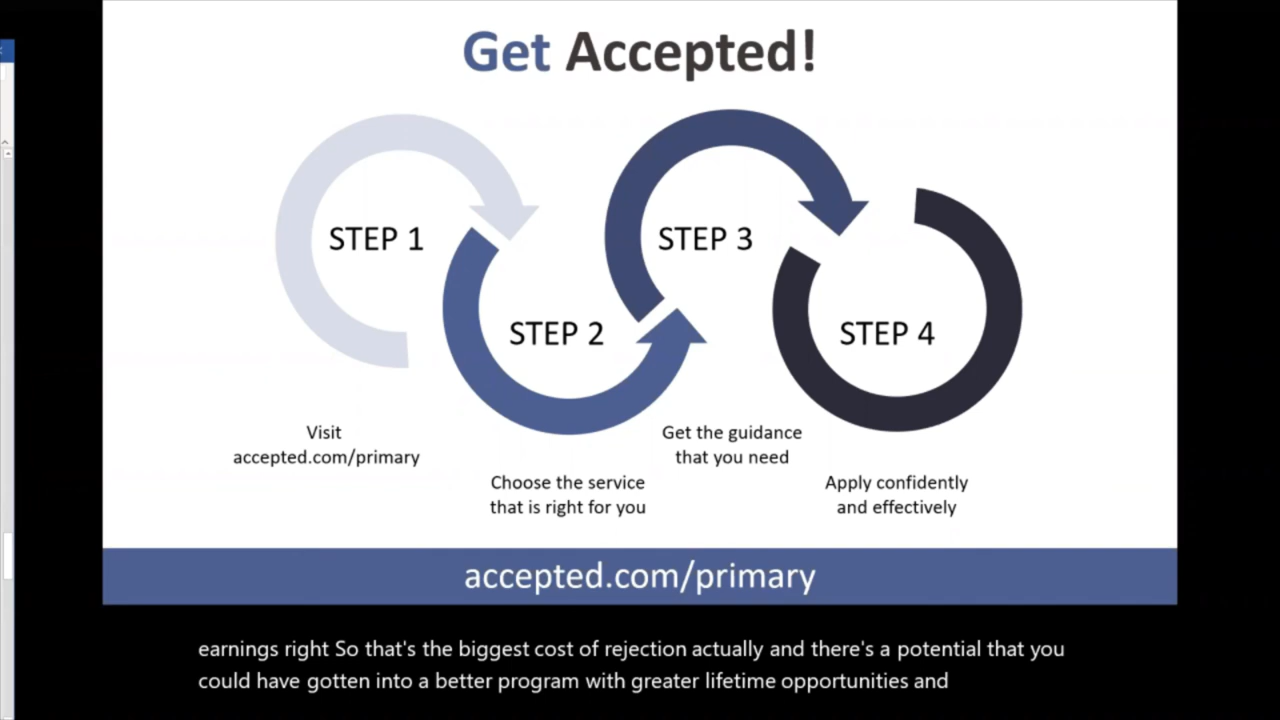 Get Accepted!
STEP 1
STEP 2
STEP 3
STEP 4
Visit
accepted.com/primary
Choose the service
that is right for you
Get the guidance
that you need
Apply confidently
and effectively
accepted.com/primary
earnings right So that's the biggest cost of rejection actually and there's a potential that you
could have gotten into a better program with greater lifetime opportunities and